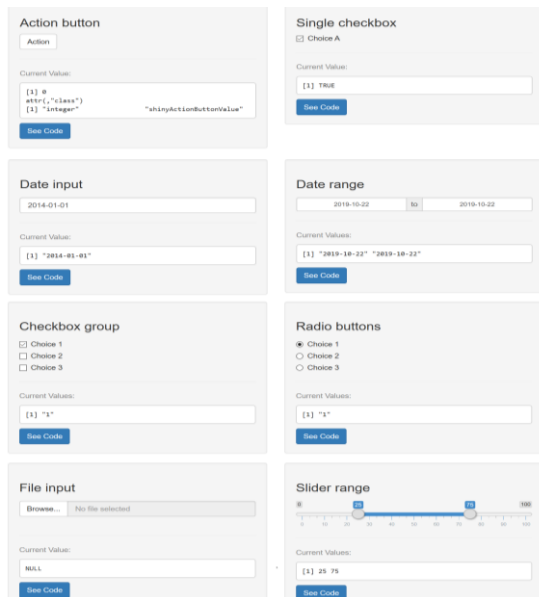 Action button
Action
Current Value:
[1] 0
attr(,"class")
[1] "integer" "shinyActionButtonValue"
See Code
Single checkbox
Choice A
Current Value:
[1] TRUE
See Code
Date input
2014-01-01
Current Value:
[1] "2014-01-01"
See Code
Date range
2019-10-22 to 2019-10-22
Current Values:
[1] "2019-10-22" "2019-10-22"
See Code
Checkbox group
Choice 1
Choice 2
Choice 3
Current Values:
[1] "1"
See Code
Radio buttons
Choice 1
Choice 2
Choice 3
Current Values:
[1] "1"
See Code
File input
Browse... No file selected
Current Value:
NULL
See Code
Slider range
0 25 75 100
0 10 20 30 40 50 60 70 80 90 100
Current Values:
[1] 25 75
See Code